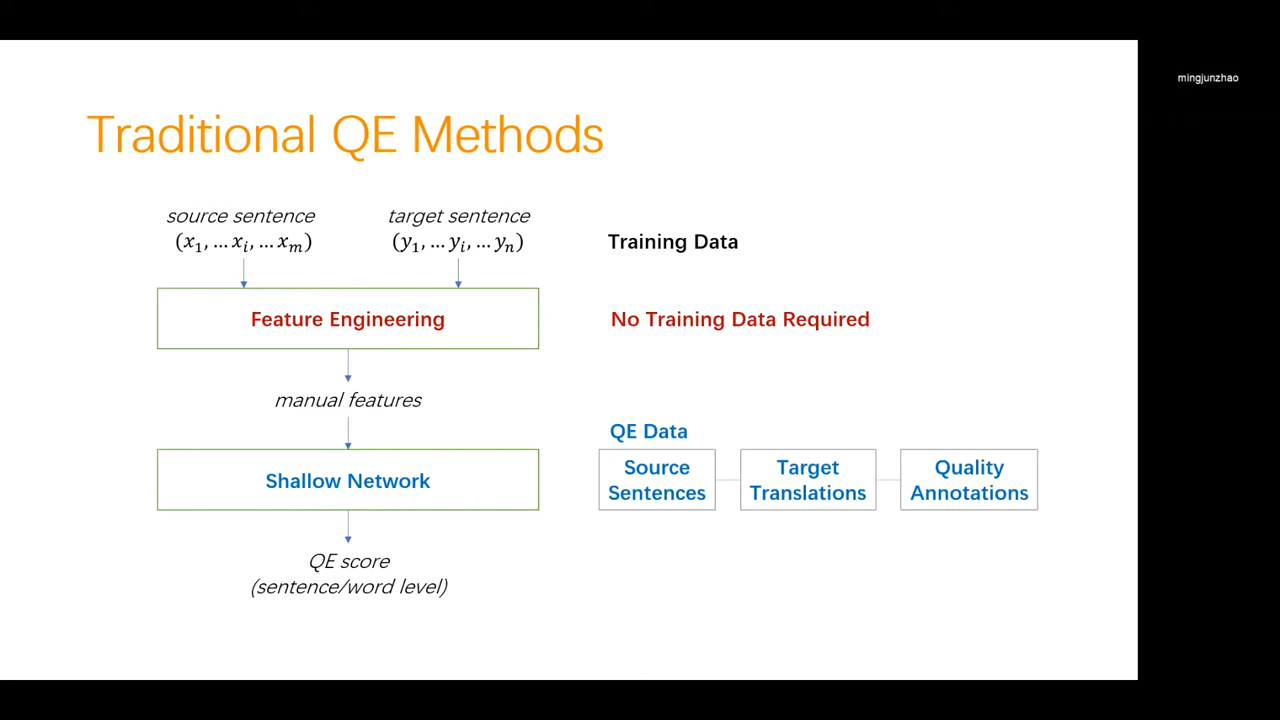 mingjunzhao
Traditional QE Methods
source sentence
(x₁, … xᵢ, … xₘ)
target sentence
(y₁, … yᵢ, … yₙ)
Training Data
Feature Engineering
No Training Data Required
manual features
Shallow Network
QE Data
Source
Sentences
Target
Translations
Quality
Annotations
QE score
(sentence/word level)